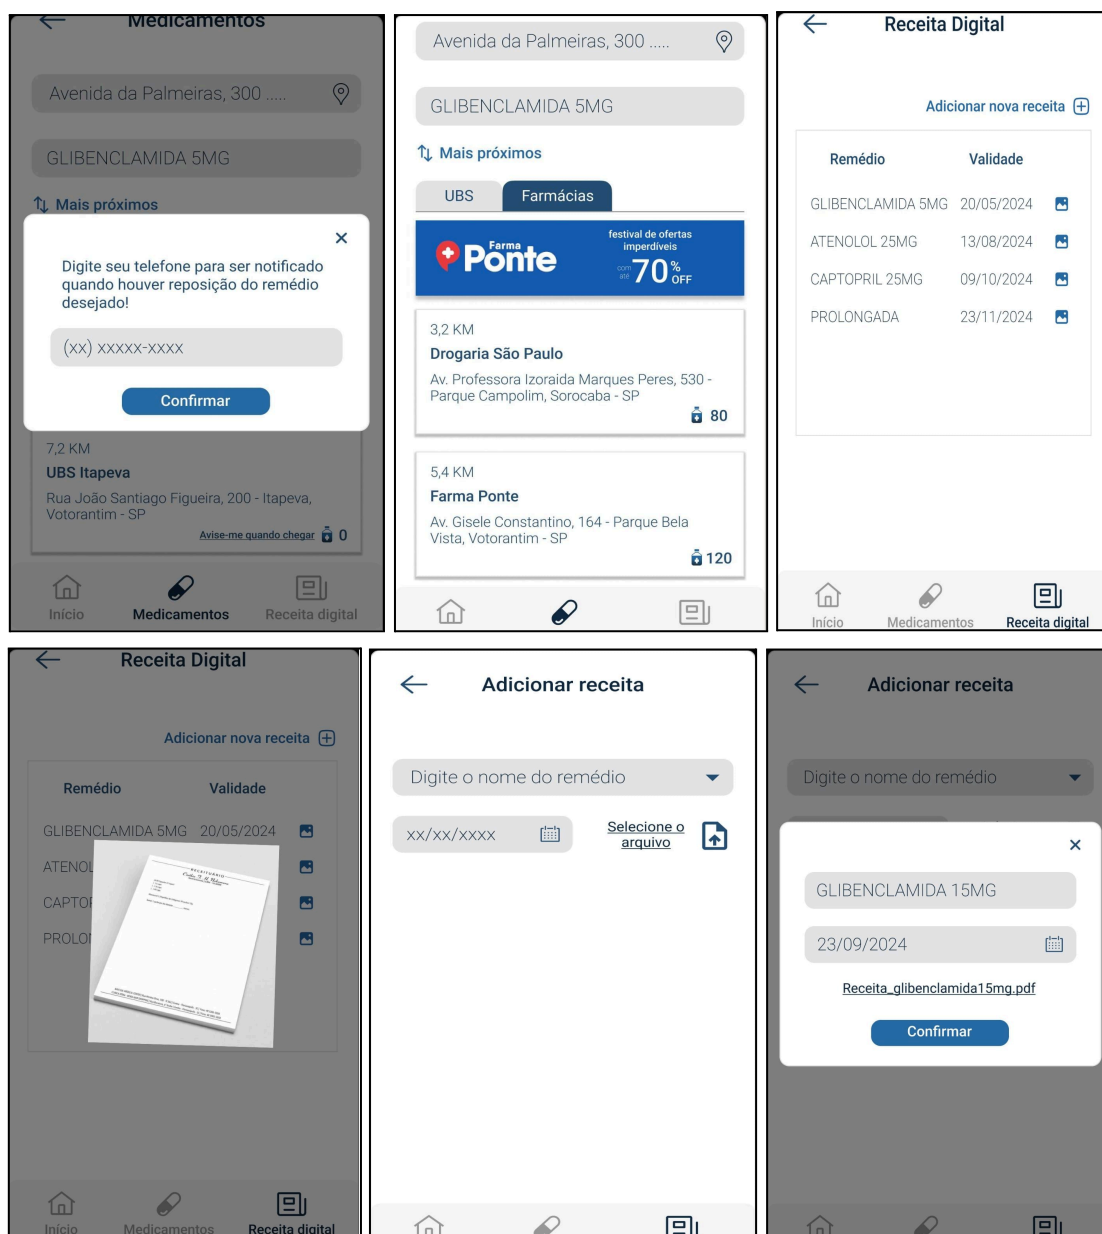 Medicamentos
Avenida da Palmeiras, 300 .....
GLIBENCLAMIDA 5MG
Mais próximos
Digite seu telefone para ser notificado
quando houver reposição do remédio
desejado!
(xx) xxxxx-xxxx
Confirmar
7,2 KM
UBS Itapeva
Rua João Santiago Figueira, 200 - Itapeva,
Votorantim - SP
Avise-me quando chegar 0
Início Medicamentos Receita digital
Avenida da Palmeiras, 300 .....
GLIBENCLAMIDA 5MG
Mais próximos
UBS Farmácias
Farma
Ponte
festival de ofertas
imperdíveis
com
até 70% OFF
3,2 KM
Drogaria São Paulo
Av. Professora Izoraida Marques Peres, 530 -
Parque Campolim, Sorocaba - SP
80
5,4 KM
Farma Ponte
Av. Gisele Constantino, 164 - Parque Bela
Vista, Votorantim - SP
120
Receita Digital
Adicionar nova receita
Remédio Validade
GLIBENCLAMIDA 5MG 20/05/2024
ATENOLOL 25MG 13/08/2024
CAPTOPRIL 25MG 09/10/2024
PROLONGADA 23/11/2024
Início Medicamentos Receita digital
Receita Digital
Adicionar nova receita
Remédio Validade
GLIBENCLAMIDA 5MG 20/05/2024
ATENOL
CAPTOP
PROLON
RECEITUÁRIO
Início Medicamentos Receita digital
Adicionar receita
Digite o nome do remédio
xx/xx/xxxx
Selecione o
arquivo
Adicionar receita
Digite o nome do remédio
GLIBENCLAMIDA 15MG
23/09/2024
Receita_glibenclamida15mg.pdf
Confirmar